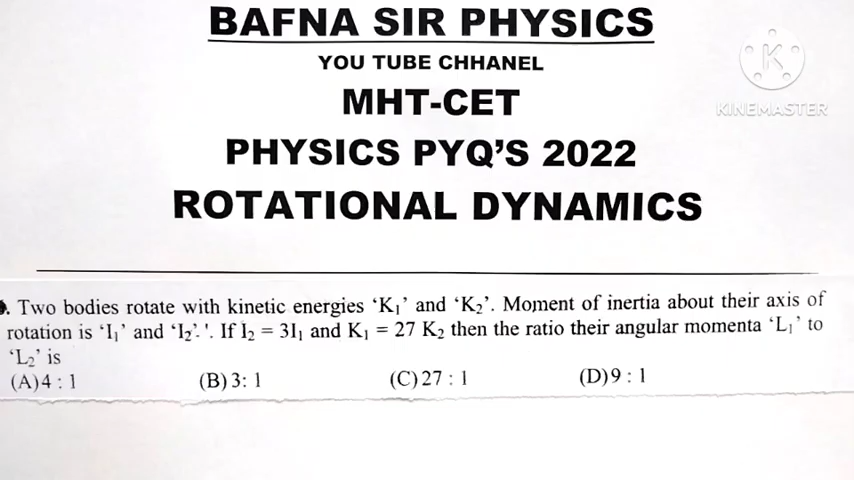 BAFNA SIR PHYSICS
YOU TUBE CHHANEL
MHT-CET
PHYSICS PYQ'S 2022
ROTATIONAL DYNAMICS
K
KINEMASTER
. Two bodies rotate with kinetic energies 'K₁' and 'K₂'. Moment of inertia about their axis of
rotation is 'I₁' and 'I₂'.'. If I₂ = 3I₁ and K₁ = 27 K₂ then the ratio their angular momenta 'L₁' to
'L₂' is
(A) 4 : 1 (B) 3: 1 (C) 27 : 1 (D) 9 : 1